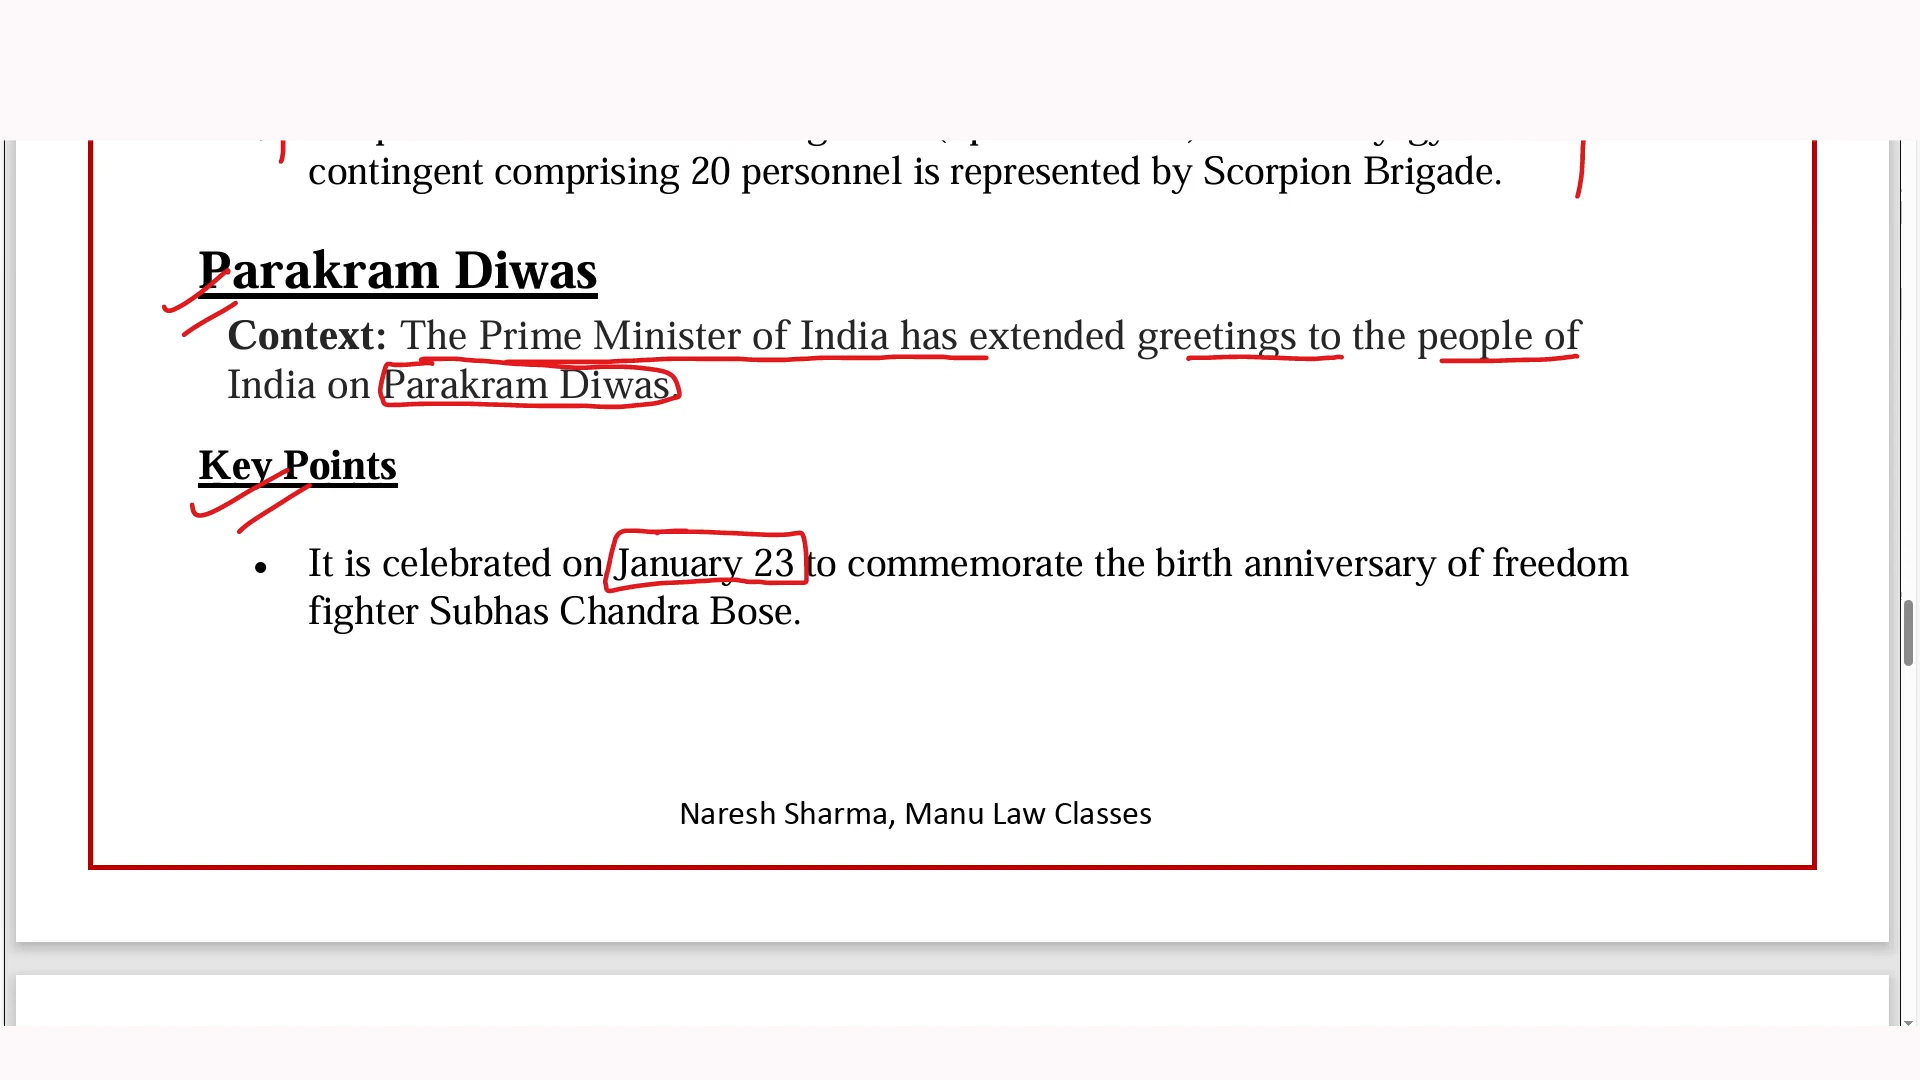 contingent comprising 20 personnel is represented by Scorpion Brigade.
Parakram Diwas
Context: The Prime Minister of India has extended greetings to the people of
India on Parakram Diwas.
Key Points
• It is celebrated on January 23 to commemorate the birth anniversary of freedom
fighter Subhas Chandra Bose.
Naresh Sharma, Manu Law Classes